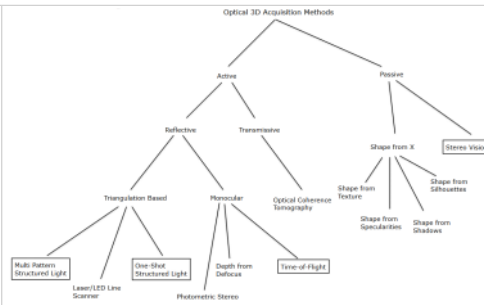 Optical 3D Acquisition Methods
Active
Passive
Reflective
Transmissive
Shape from X
Stereo Visio
Triangulation Based
Monocular
Optical Coherence
Tomography
Shape from
Texture
Shape from
Silhouettes
Shape from
Specularities
Shape from
Shadows
Multi Pattern
Structured Light
One-Shot
Structured Light
Depth from
Defocus
Time-of-Flight
Laser/LED Line
Scanner
Photometric Stereo